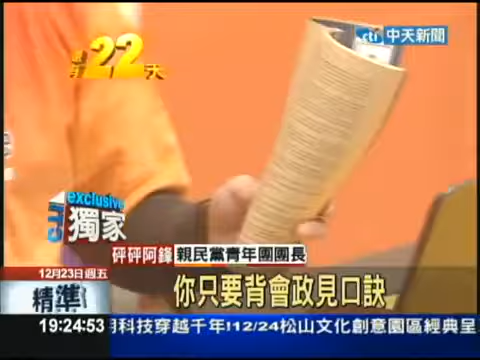 cti 中天新聞
22天
exclusive
CTI 獨家
砰砰阿鋒 親民黨青年團團長
12月23日週五
你只要背會政見口訣
精準
19:24:53 科技穿越千年!12/24松山文化創意園區經典呈